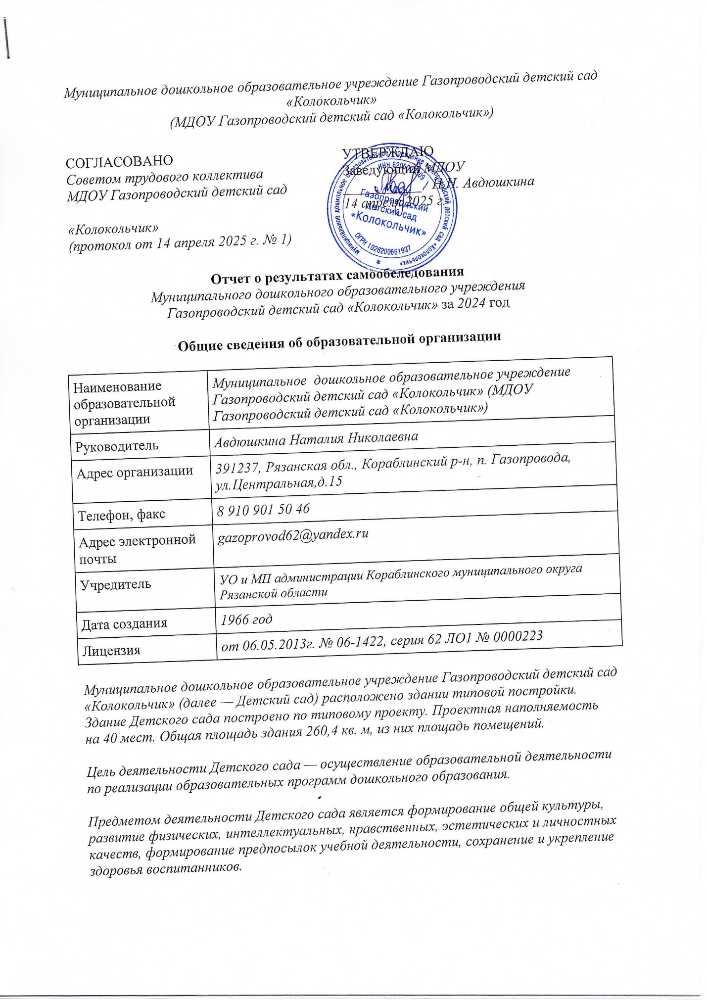 Муниципальное дошкольное образовательное учреждение Газопроводский детский сад
«Колокольчик»
(МДОУ Газопроводский детский сад «Колокольчик»)
СОГЛАСОВАНО
Советом трудового коллектива
МДОУ Газопроводский детский сад
«Колокольчик»
(протокол от 14 апреля 2025 г. № 1)
УТВЕРЖДАЮ
Заведующий МДОУ
Н.Н. Авдюшкина
14 апреля 2025 г.
муниципальное дошкольное образовательное учреждение Газопроводский детский сад «Колокольчик»
МДОУ
Газопроводский
детский сад
«Колокольчик»
ОГРН 1026200661937
Отчет о результатах самообследования
Муниципального дошкольного образовательного учреждения
Газопроводский детский сад «Колокольчик» за 2024 год
Общие сведения об образовательной организации
Наименование
образовательной
организации
Муниципальное дошкольное образовательное учреждение
Газопроводский детский сад «Колокольчик» (МДОУ
Газопроводский детский сад «Колокольчик»)
Руководитель
Авдюшкина Наталия Николаевна
Адрес организации
391237, Рязанская обл., Кораблинский р-н, п. Газопровода,
ул.Центральная,д.15
Телефон, факс
8 910 901 50 46
Адрес электронной
почты
gazoprovod62@yandex.ru
Учредитель
УО и МП администрации Кораблинского муниципального округа
Рязанской области
Дата создания
1966 год
Лицензия
от 06.05.2013г. № 06-1422, серия 62 ЛО1 № 0000223
Муниципальное дошкольное образовательное учреждение Газопроводский детский сад
«Колокольчик» (далее — Детский сад) расположено здании типовой постройки.
Здание Детского сада построено по типовому проекту. Проектная наполняемость
на 40 мест. Общая площадь здания 260,4 кв. м, из них площадь помещений.
Цель деятельности Детского сада — осуществление образовательной деятельности
по реализации образовательных программ дошкольного образования.
Предметом деятельности Детского сада является формирование общей культуры,
развитие физических, интеллектуальных, нравственных, эстетических и личностных
качеств, формирование предпосылок учебной деятельности, сохранение и укрепление
здоровья воспитанников.